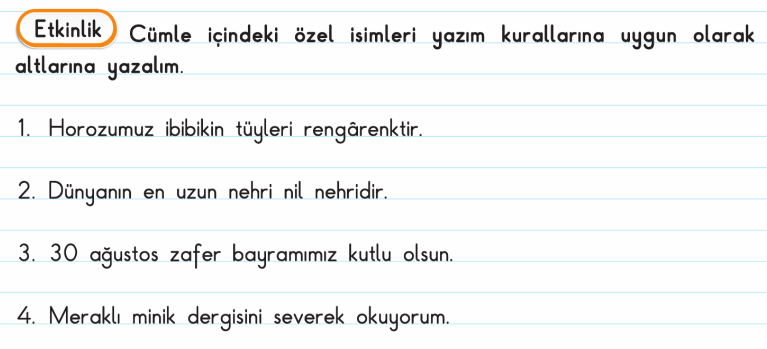 Etkinlik Cümle içindeki özel isimleri yazım kurallarına uygun olarak
altlarına yazalım.
1. Horozumuz ibibikin tüyleri rengârenktir.
2. Dünyanın en uzun nehri nil nehridir.
3. 30 ağustos zafer bayramımız kutlu olsun.
4. Meraklı minik dergisini severek okuyorum.